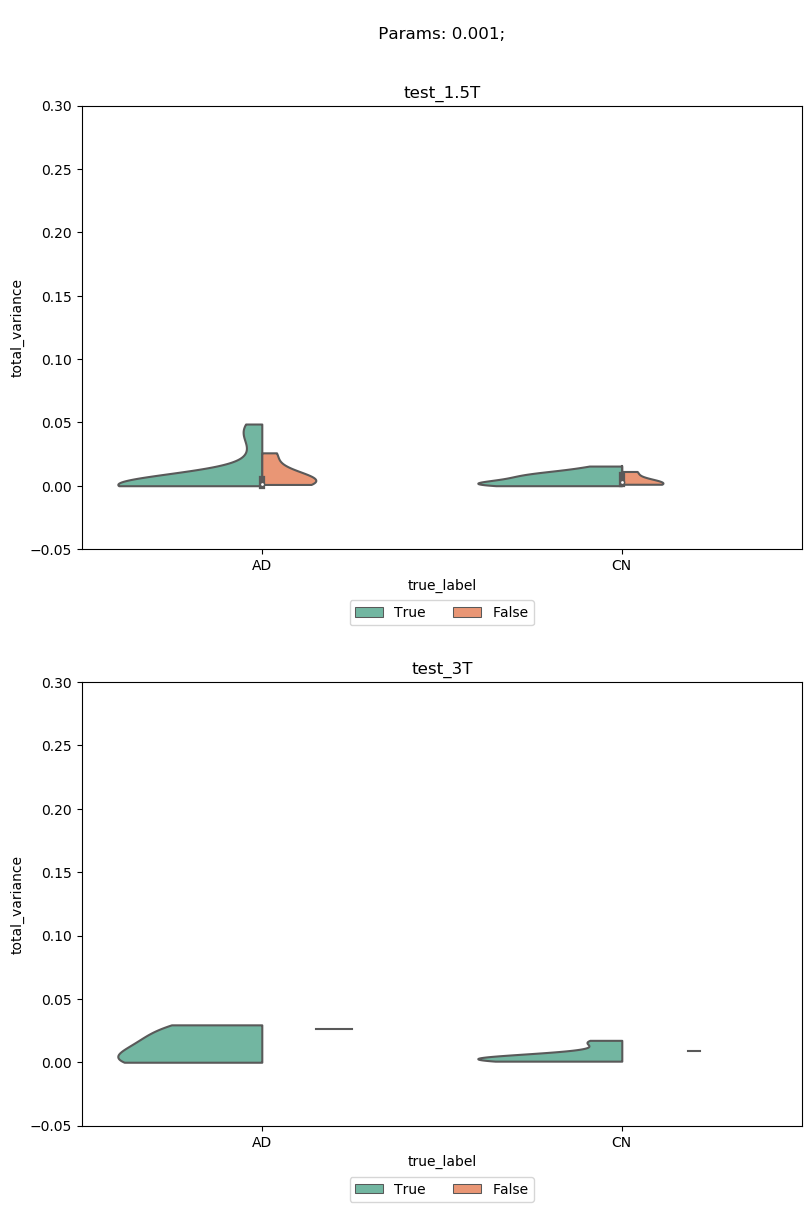 Params: 0.001;
test_1.5T
0.30
0.25
0.20
0.15
0.10
0.05
0.00
−0.05
total_variance
AD CN
true_label
True False
test_3T
0.30
0.25
0.20
0.15
0.10
0.05
0.00
−0.05
total_variance
AD CN
true_label
True False